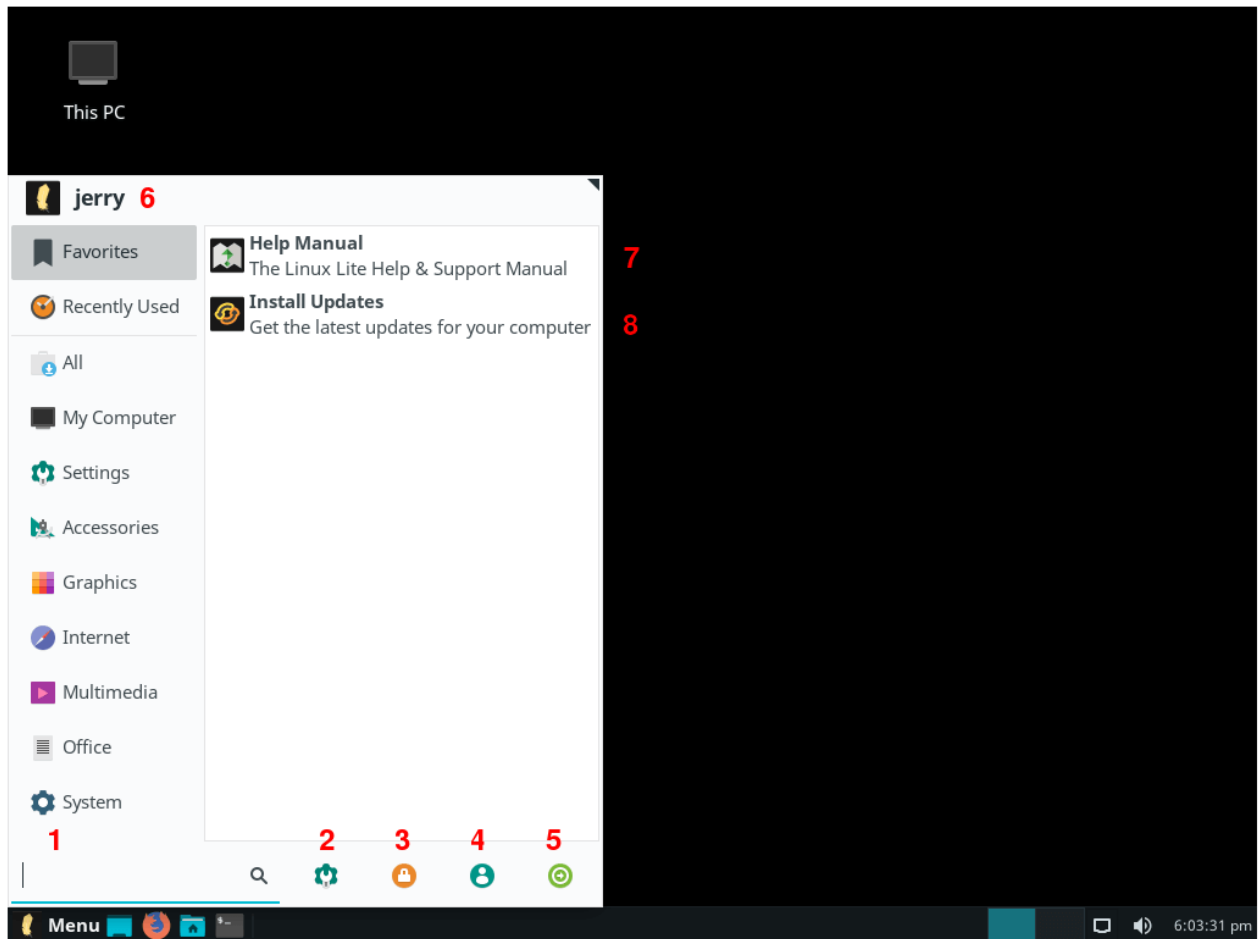 This PC
jerry 6
Favorites
Recently Used
All
My Computer
Settings
Accessories
Graphics
Internet
Multimedia
Office
System
Help Manual
The Linux Lite Help & Support Manual
7
Install Updates
Get the latest updates for your computer
8
1
2
3
4
5
Menu
$-
6:03:31 pm